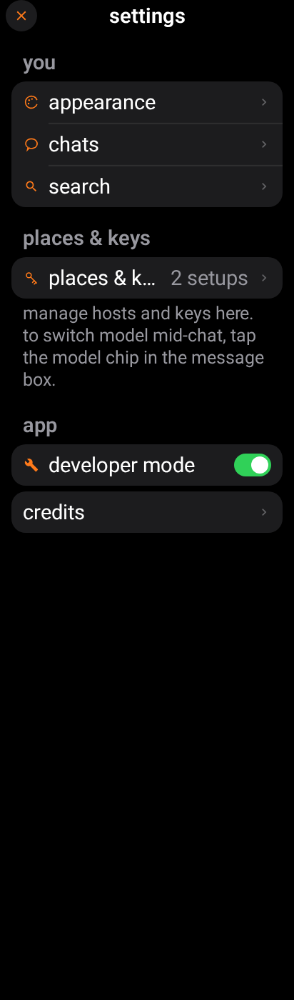 settings
you
appearance
chats
search
places & keys
places & k... 2 setups
manage hosts and keys here.
to switch model mid-chat, tap
the model chip in the message
box.
app
developer mode
credits